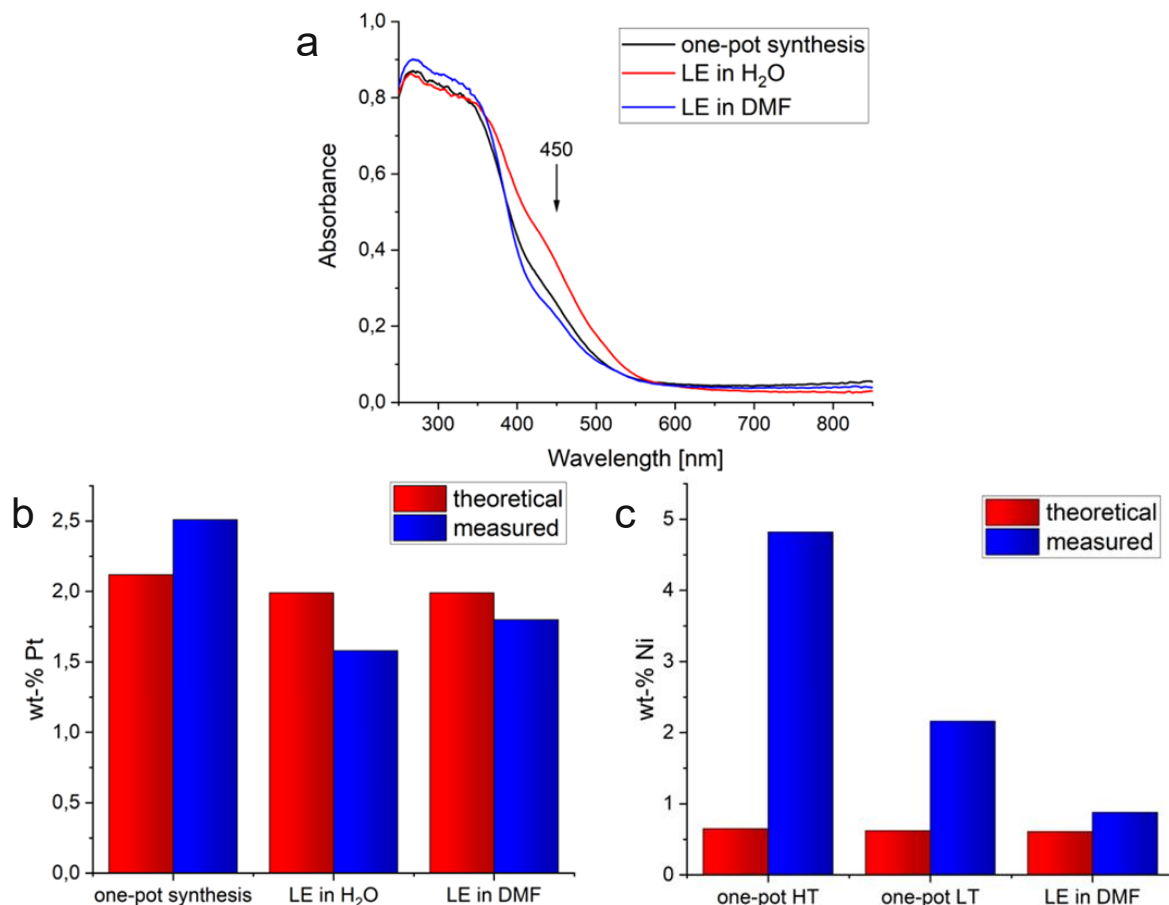 a
1,0
0,8
0,6
0,4
0,2
0,0
Absorbance
one-pot synthesis
LE in H₂O
LE in DMF
450
300 400 500 600 700 800
Wavelength [nm]
b
2,5
2,0
1,5
1,0
0,5
0,0
wt-% Pt
theoretical
measured
one-pot synthesis LE in H₂O LE in DMF
c
5
4
3
2
1
0
wt-% Ni
theoretical
measured
one-pot HT one-pot LT LE in DMF